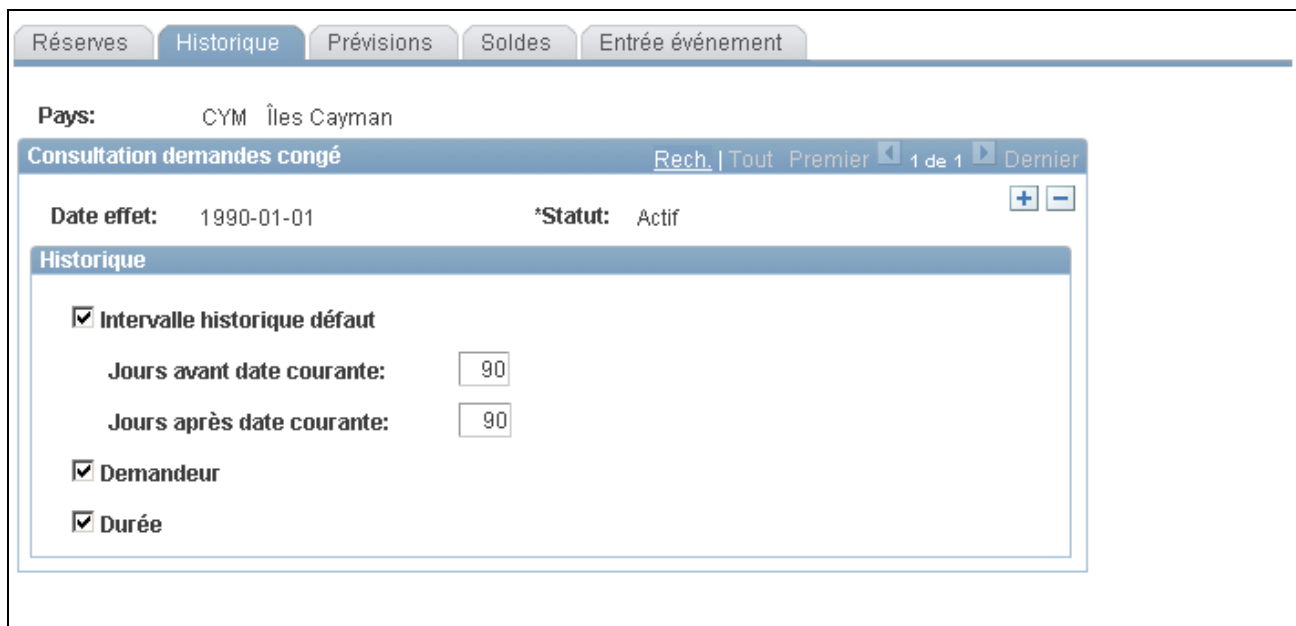 Réserves Historique Prévisions Soldes Entrée événement
Pays: CYM Îles Cayman
Consultation demandes congé Rech. | Tout Premier 1 de 1 Dernier
Date effet: 1990-01-01 *Statut: Actif
Historique
Intervalle historique défaut
Jours avant date courante: 90
Jours après date courante: 90
Demandeur
Durée